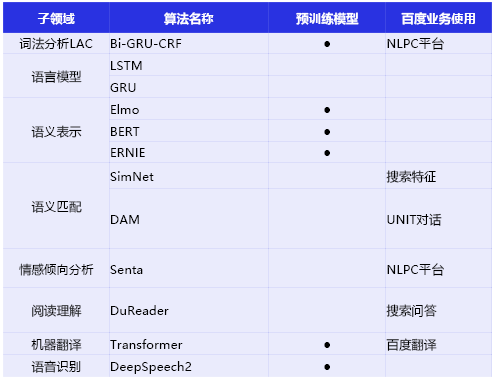 子领域 算法名称 预训练模型 百度业务使用
词法分析LAC Bi-GRU-CRF ● NLPC平台
语言模型 LSTM
GRU
语义表示 Elmo ●
BERT ●
ERNIE ●
语义匹配 SimNet 搜索特征
DAM UNIT对话
情感倾向分析 Senta NLPC平台
阅读理解 DuReader 搜索问答
机器翻译 Transformer ● 百度翻译
语音识别 DeepSpeech2 ●